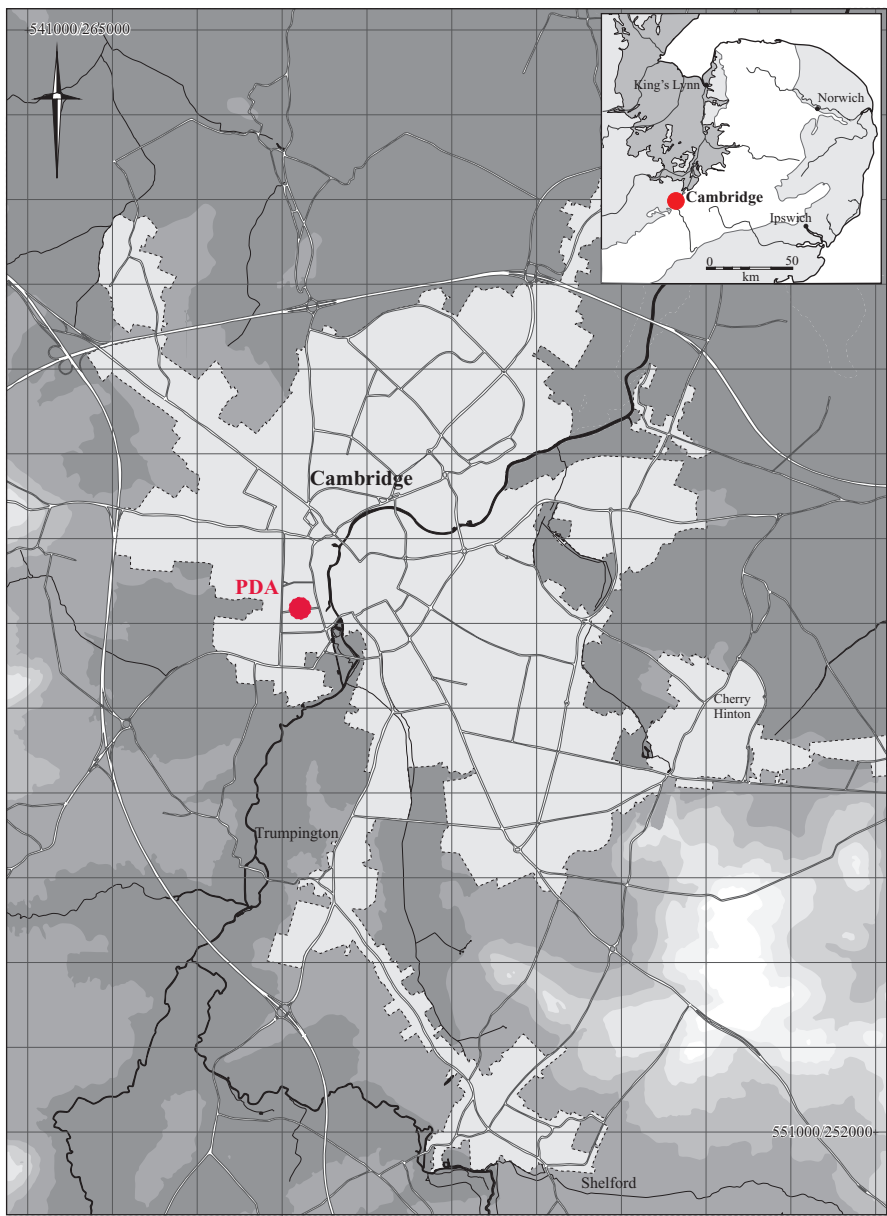 541000/265000
King's Lynn
Norwich
Cambridge
Ipswich
0 50
km
Cambridge
PDA
Cherry
Hinton
Trumpington
551000/252000
Shelford